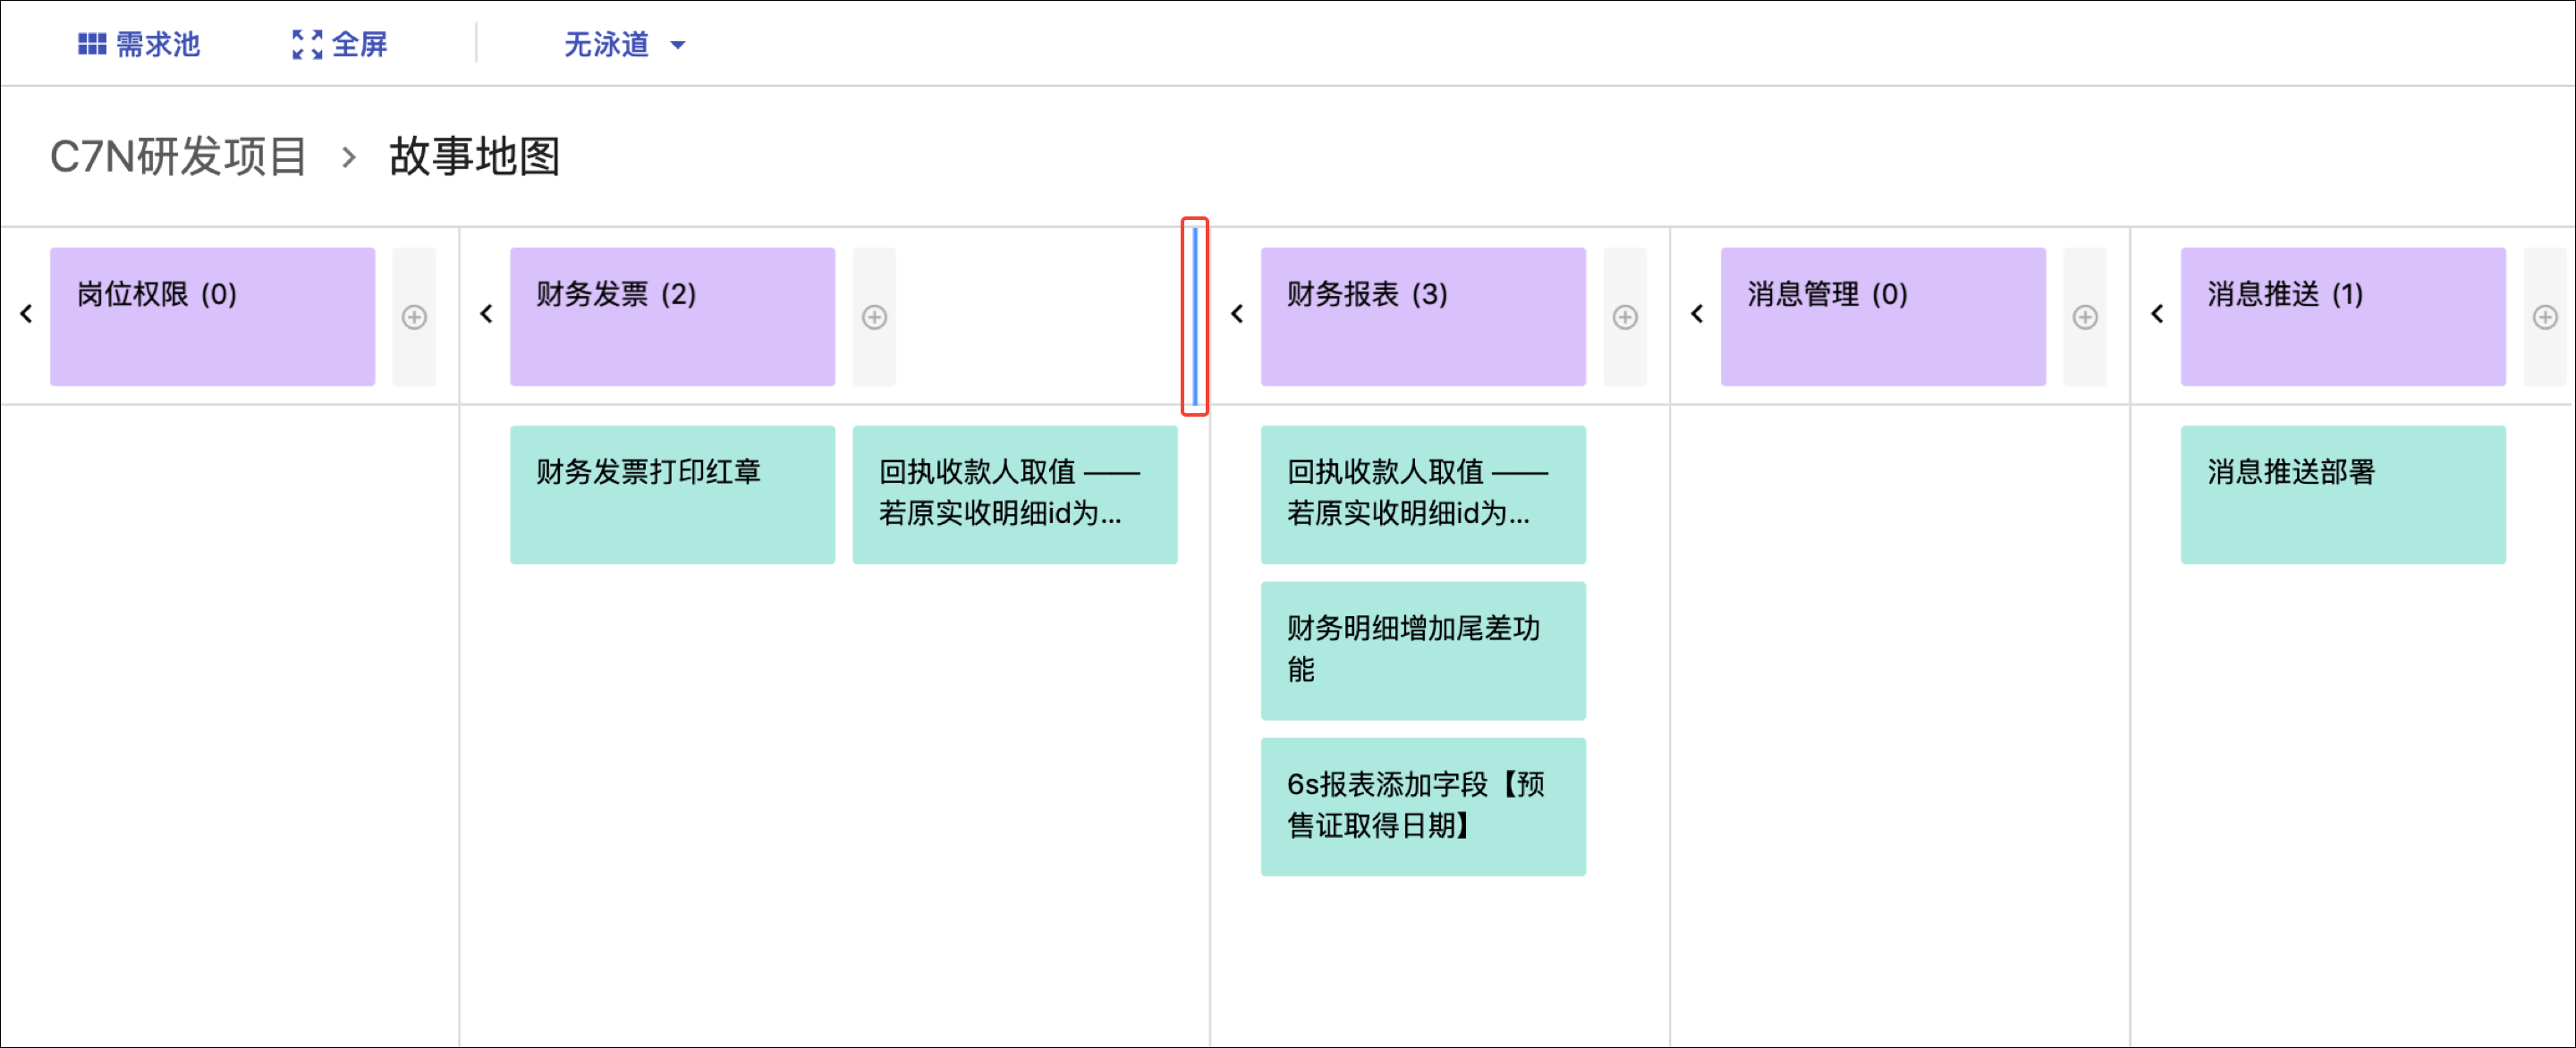 需求池
全屏
无泳道
C7N研发项目 > 故事地图
岗位权限 (0)
财务发票 (2)
财务报表 (3)
消息管理 (0)
消息推送 (1)
财务发票打印红章
回执收款人取值 ——
若原实收明细id为...
回执收款人取值 ——
若原实收明细id为...
财务明细增加尾差功
能
6s报表添加字段【预
售证取得日期】
消息推送部署